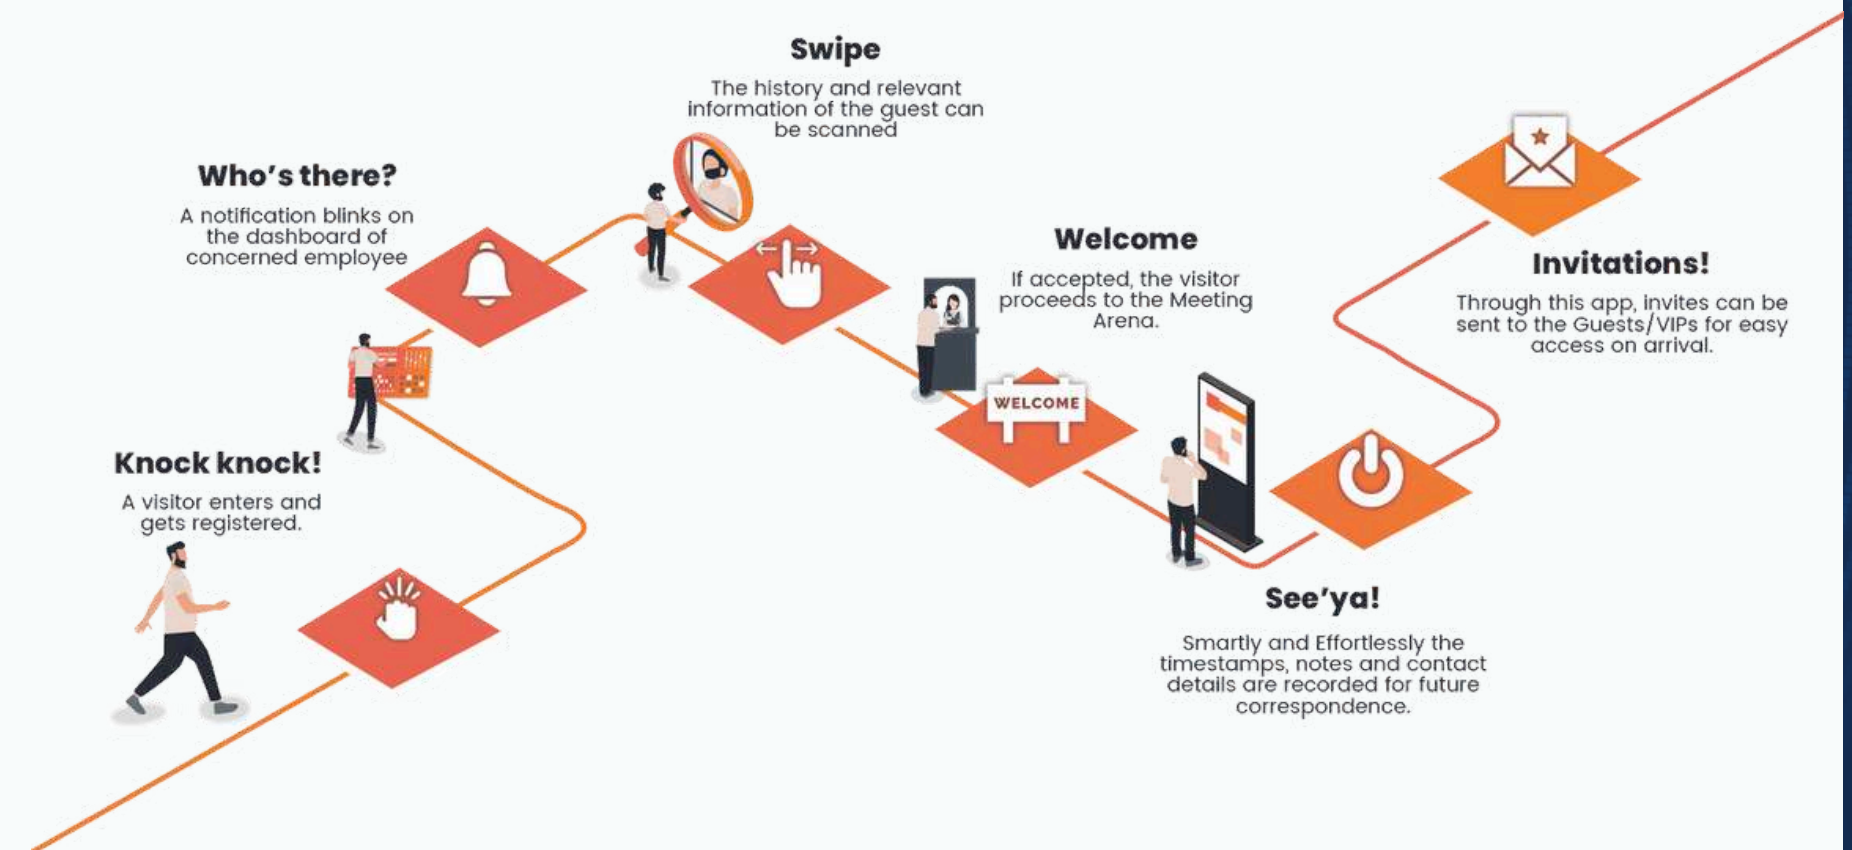 Swipe
The history and relevant
information of the guest can
be scanned
Who's there?
A notification blinks on
the dashboard of
concerned employee
Knock knock!
A visitor enters and
gets registered.
Welcome
If accepted, the visitor
proceeds to the Meeting
Arena.
WELCOME
See'ya!
Smartly and Effortlessly the
timestamps, notes and contact
details are recorded for future
correspondence.
Invitations!
Through this app, invites can be
sent to the Guests/VIPs for easy
access on arrival.